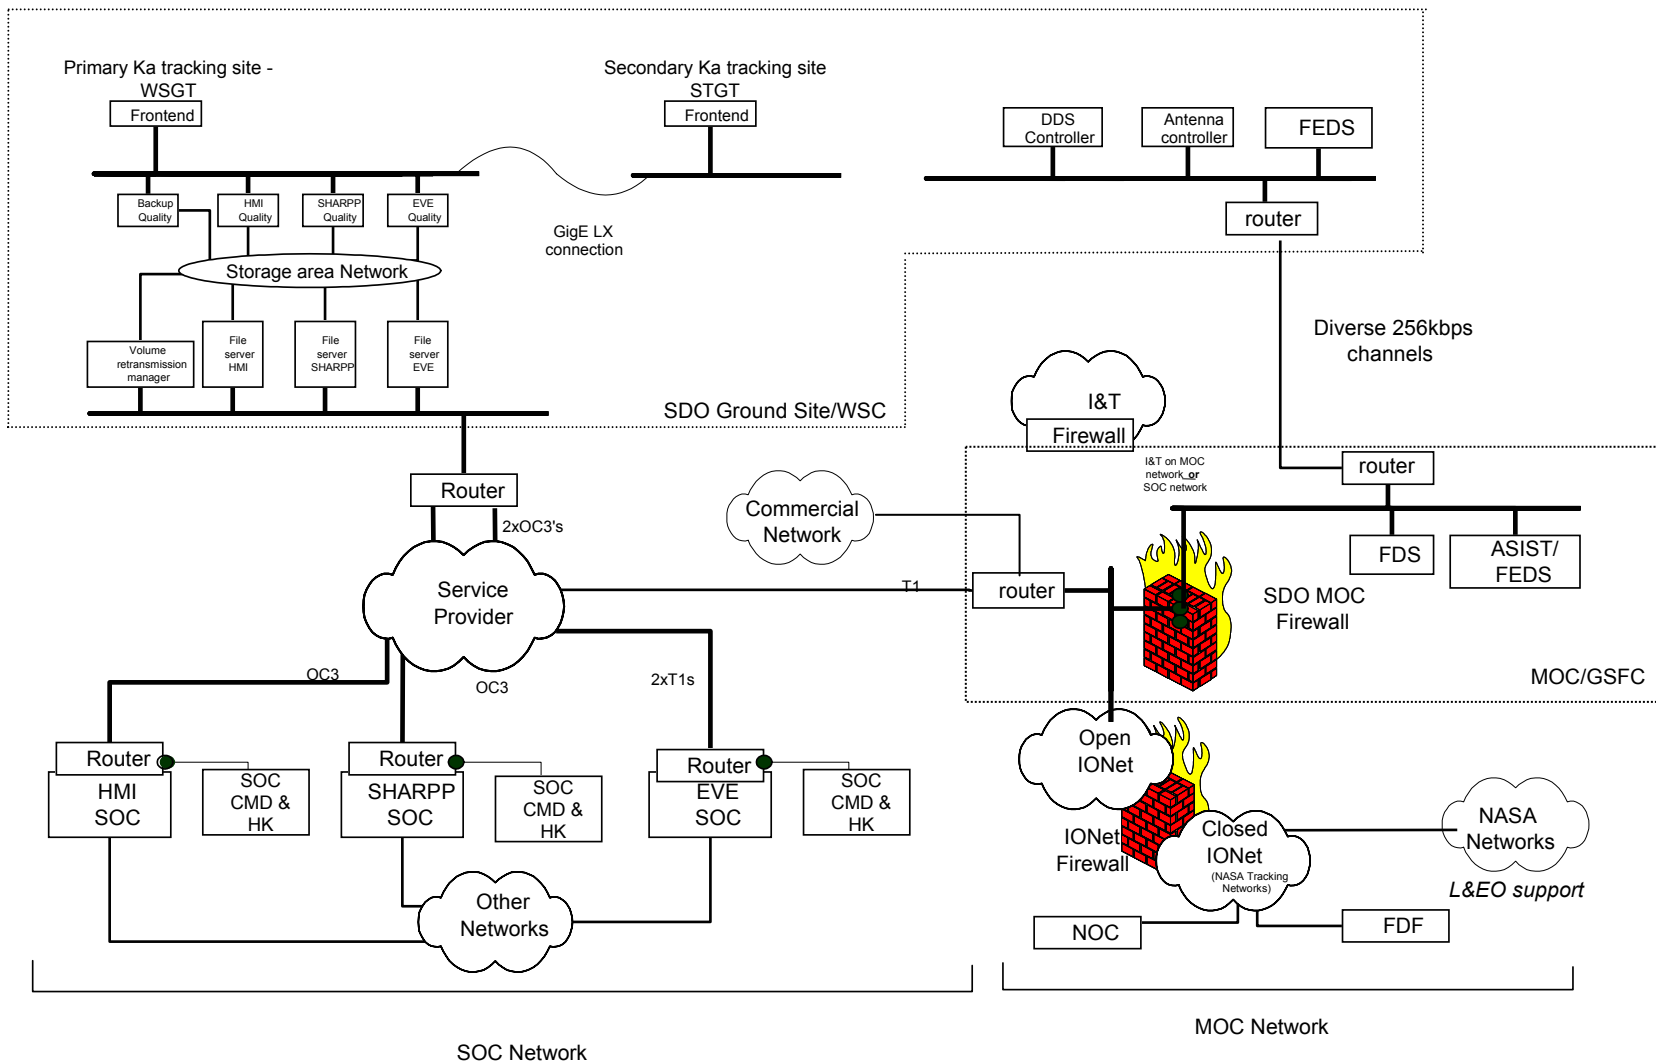 Primary Ka tracking site -
WSGT
Frontend
Secondary Ka tracking site
STGT
Frontend
DDS
Controller
Antenna
controller
FEDS
router
Backup
Quality
HMI
Quality
SHARPP
Quality
EVE
Quality
GigE LX
connection
Storage area Network
Volume
retransmission
manager
File
server
HMI
File
server
SHARPP
File
server
EVE
SDO Ground Site/WSC
Diverse 256kbps
channels
I&T
Firewall
I&T on MOC
network or
SOC network
router
Router
2xOC3's
Commercial
Network
FDS
ASIST/
FEDS
Service
Provider
T1
router
SDO MOC
Firewall
MOC/GSFC
OC3
OC3
2xT1s
Router
HMI
SOC
SOC
CMD &
HK
Router
SHARPP
SOC
SOC
CMD &
HK
Router
EVE
SOC
SOC
CMD &
HK
Open
IONet
IONet
Firewall
Closed
IONet
(NASA Tracking
Networks)
NASA
Networks
L&EO support
Other
Networks
NOC
FDF
MOC Network
SOC Network